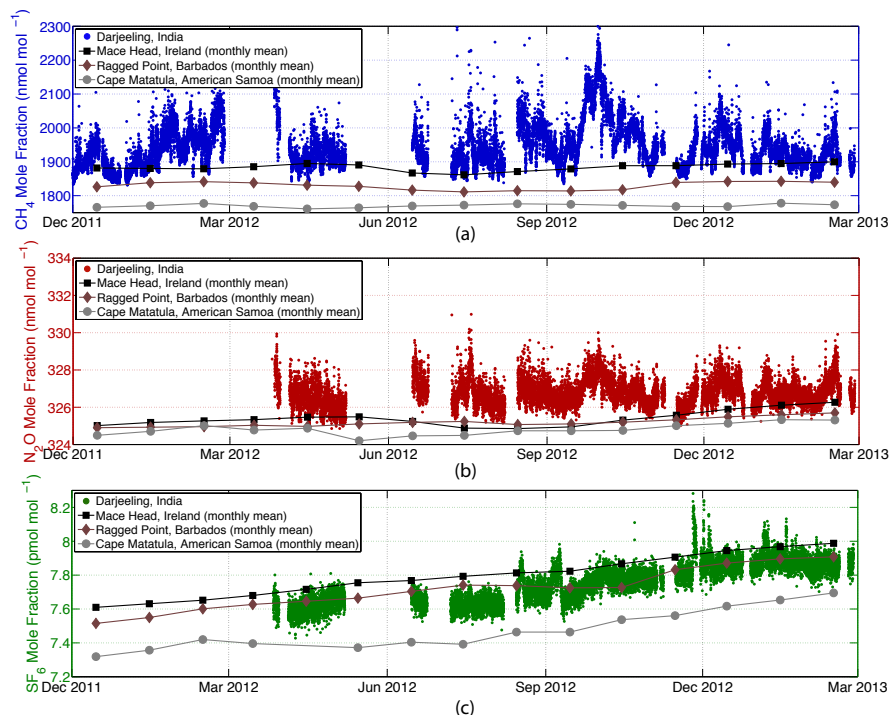 CH4 Mole Fraction (nmol mol −1)
2300
2200
2100
2000
1900
1800
Darjeeling, India
Mace Head, Ireland (monthly mean)
Ragged Point, Barbados (monthly mean)
Cape Matatula, American Samoa (monthly mean)
Dec 2011
Mar 2012
Jun 2012
Sep 2012
Dec 2012
Mar 2013
(a)
N2O Mole Fraction (nmol mol −1)
334
332
330
328
326
324
Darjeeling, India
Mace Head, Ireland (monthly mean)
Ragged Point, Barbados (monthly mean)
Cape Matatula, American Samoa (monthly mean)
Dec 2011
Mar 2012
Jun 2012
Sep 2012
Dec 2012
Mar 2013
(b)
SF6 Mole Fraction (pmol mol −1)
8.2
8
7.8
7.6
7.4
7.2
Darjeeling, India
Mace Head, Ireland (monthly mean)
Ragged Point, Barbados (monthly mean)
Cape Matatula, American Samoa (monthly mean)
Dec 2011
Mar 2012
Jun 2012
Sep 2012
Dec 2012
Mar 2013
(c)